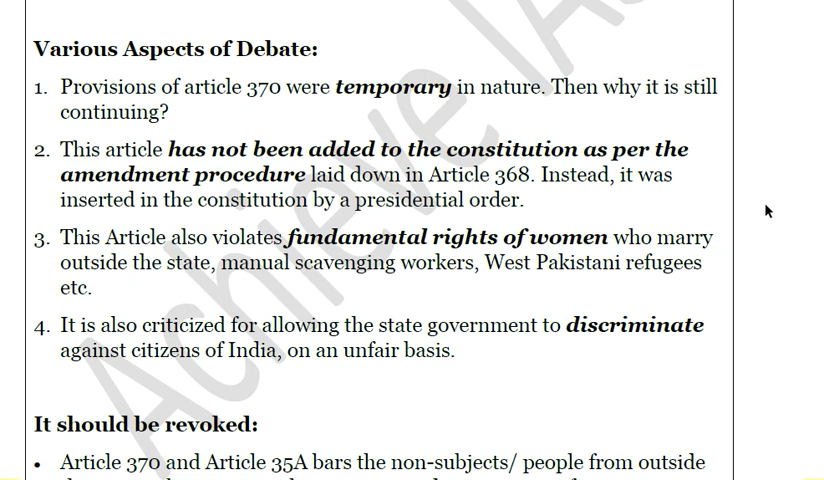 Various Aspects of Debate:
1. Provisions of article 370 were temporary in nature. Then why it is still
continuing?
2. This article has not been added to the constitution as per the
amendment procedure laid down in Article 368. Instead, it was
inserted in the constitution by a presidential order.
3. This Article also violates fundamental rights of women who marry
outside the state, manual scavenging workers, West Pakistani refugees
etc.
4. It is also criticized for allowing the state government to discriminate
against citizens of India, on an unfair basis.
It should be revoked:
• Article 370 and Article 35A bars the non-subjects/ people from outside
Achieve IA